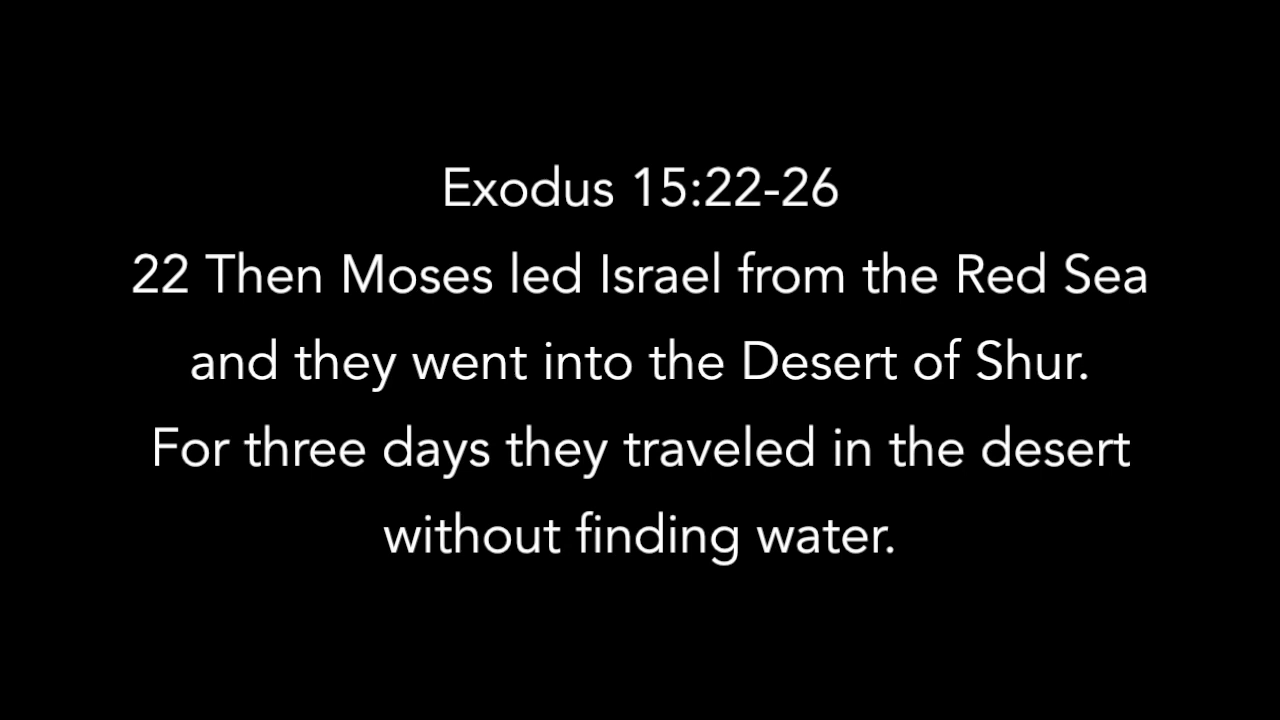 Exodus 15:22-26
22 Then Moses led Israel from the Red Sea
and they went into the Desert of Shur.
For three days they traveled in the desert
without finding water.